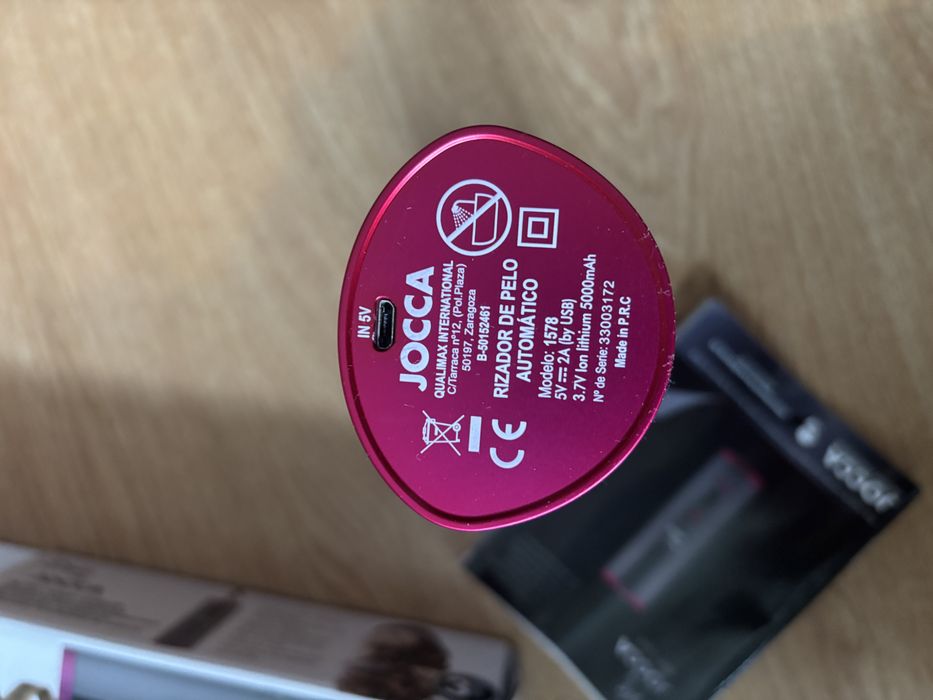 IN 5V
JOCCA
QUALIMAX INTERNATIONAL
C/Tarraca nº12, (Pol.Plaza)
50197, Zaragoza
B-50152461
RIZADOR DE PELO
AUTOMÁTICO
Modelo: 1578
5V⎓2A (by USB)
3.7V Ion lithium 5000mAh
Nº de Serie: 33003172
Made in P.R.C
CE
JOCCA